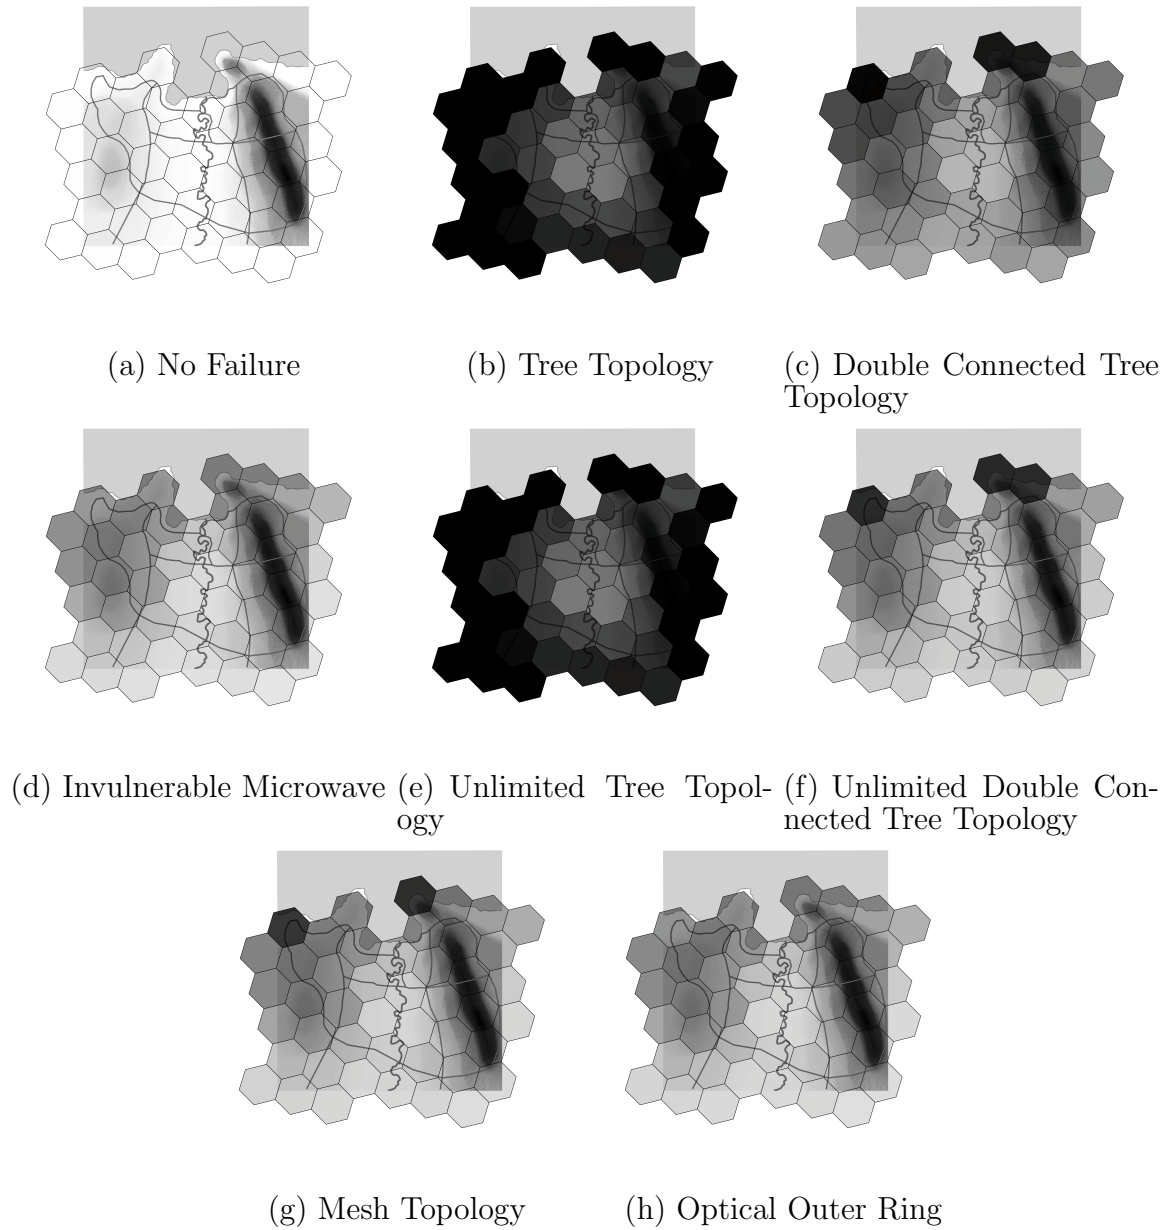 (a) No Failure
(b) Tree Topology
(c) Double Connected Tree
Topology
(d) Invulnerable Microwave
(e) Unlimited Tree Topol-
ogy
(f) Unlimited Double Con-
nected Tree Topology
(g) Mesh Topology
(h) Optical Outer Ring